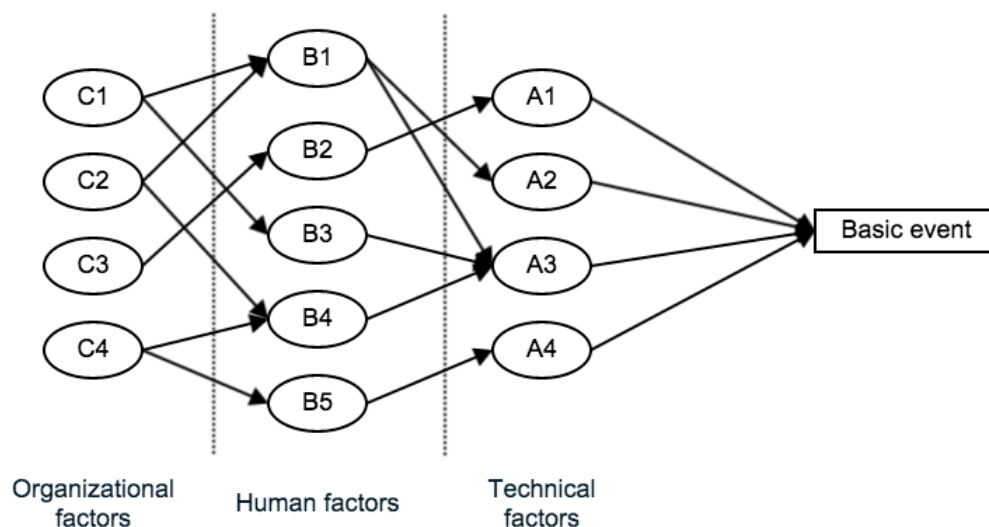 C1
C2
C3
C4
B1
B2
B3
B4
B5
A1
A2
A3
A4
Basic event
Organizational
factors
Human factors
Technical
factors